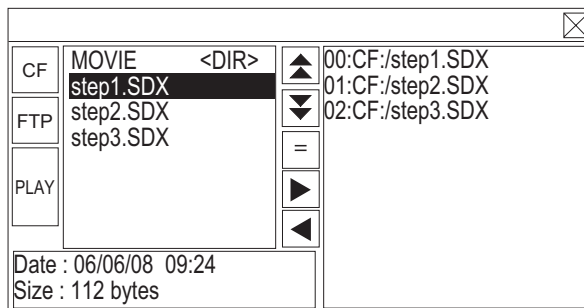 CF
FTP
PLAY
MOVIE <DIR>
step1.SDX
step2.SDX
step3.SDX
=
00:CF:/step1.SDX
01:CF:/step2.SDX
02:CF:/step3.SDX
Date : 06/06/08 09:24
Size : 112 bytes